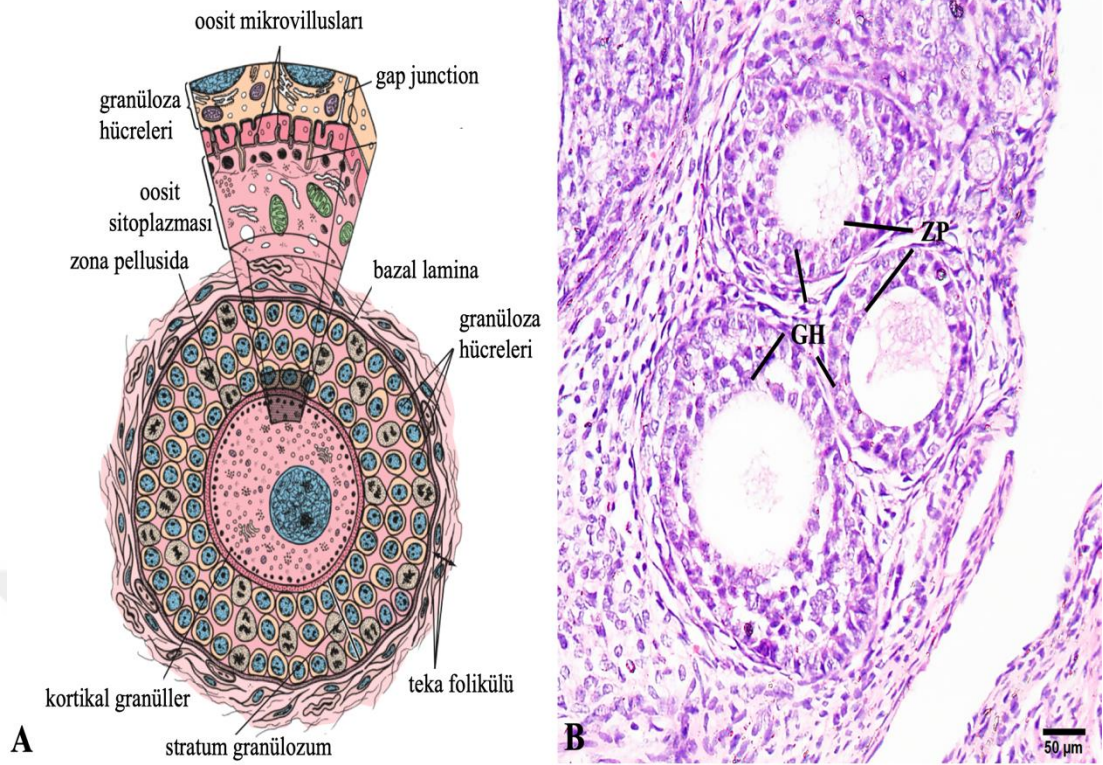 oosit mikrovillusları
gap junction
granüloza
hücreleri
oosit
sitoplazması
zona pellusida
bazal lamina
granüloza
hücreleri
kortikal granüller
teka folikülü
stratum granülozum
A
ZP
GH
B
50 µm